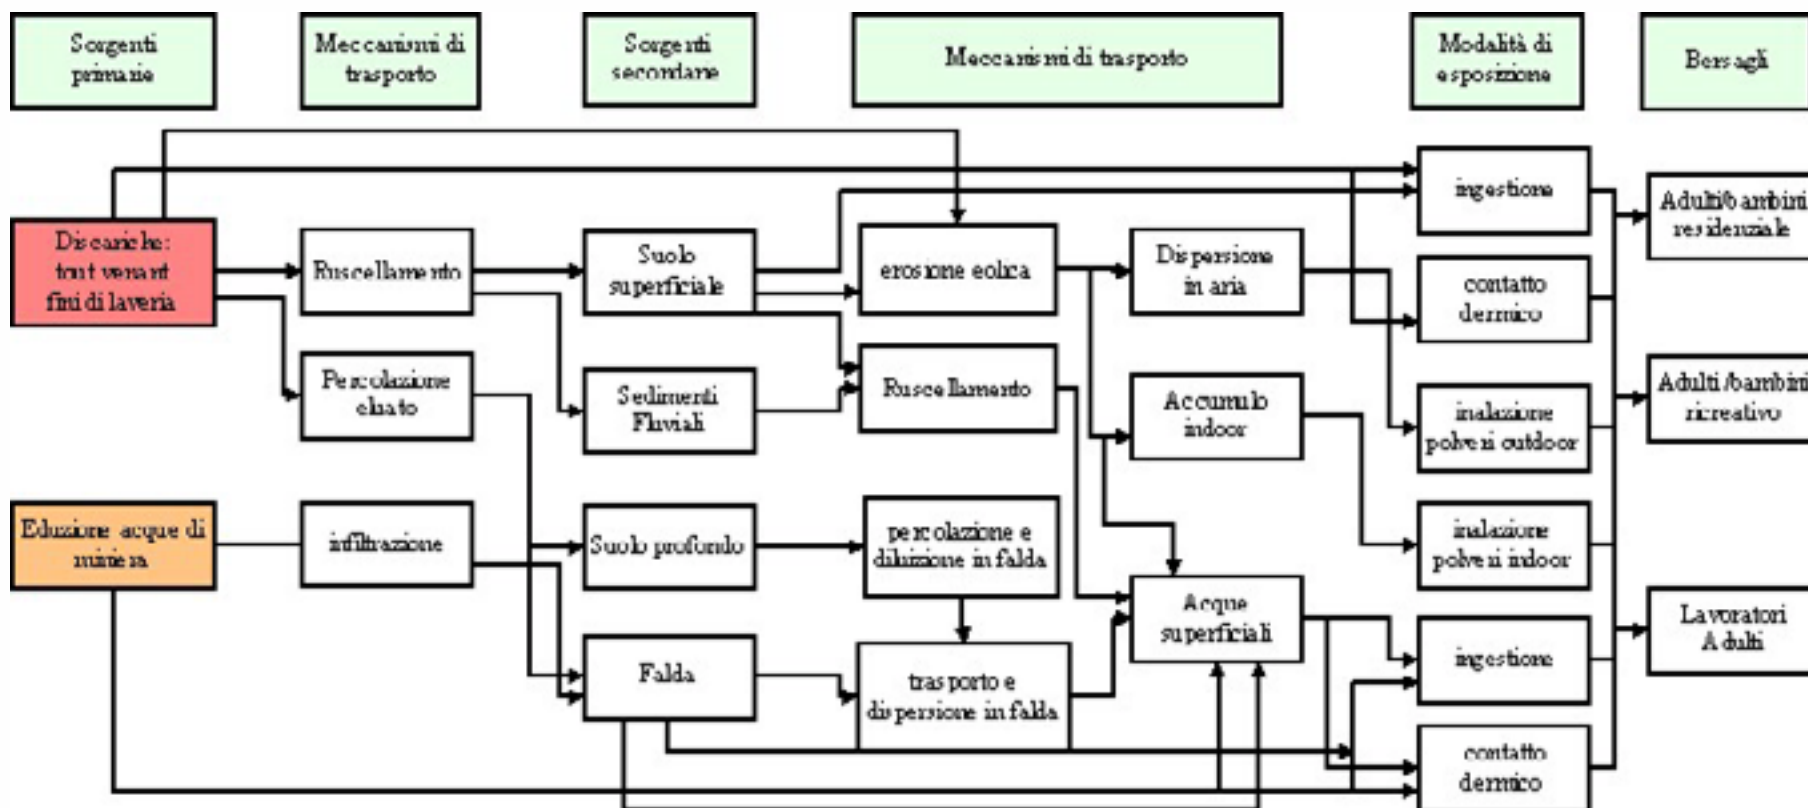 Sorgenti
primarie
Meccanismi di
trasporto
Sorgenti
secondarie
Meccanismi di trasporto
Modalità di
esposizione
Bersagli
Discariche:
tout venant
fini di laveria
Ruscellamento
Suolo
superficiale
erosione eolica
Dispersione
in aria
ingestione
Adulti/bambini
residenziale
contatto
dermico
Percolazione
eluato
Sedimenti
Fluviali
Ruscellamento
Accumulo
indoor
inalazione
polveri outdoor
Adulti /bambini
ricreativo
Eduzione acque di
miniera
infiltrazione
Suolo profondo
percolazione e
diluizione in falda
inalazione
polveri indoor
Acque
superficiali
Falda
trasporto e
dispersione in falda
ingestione
Lavoratori
Adulti
contatto
dermico